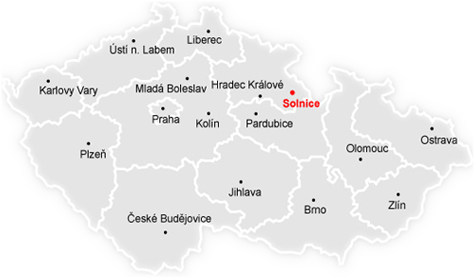 Liberec
Ústí n. Labem
Karlovy Vary
Mladá Boleslav
Hradec Králové
Solnice
Praha
Kolín
Pardubice
Ostrava
Plzeň
Olomouc
Jihlava
Zlín
Brno
České Budějovice